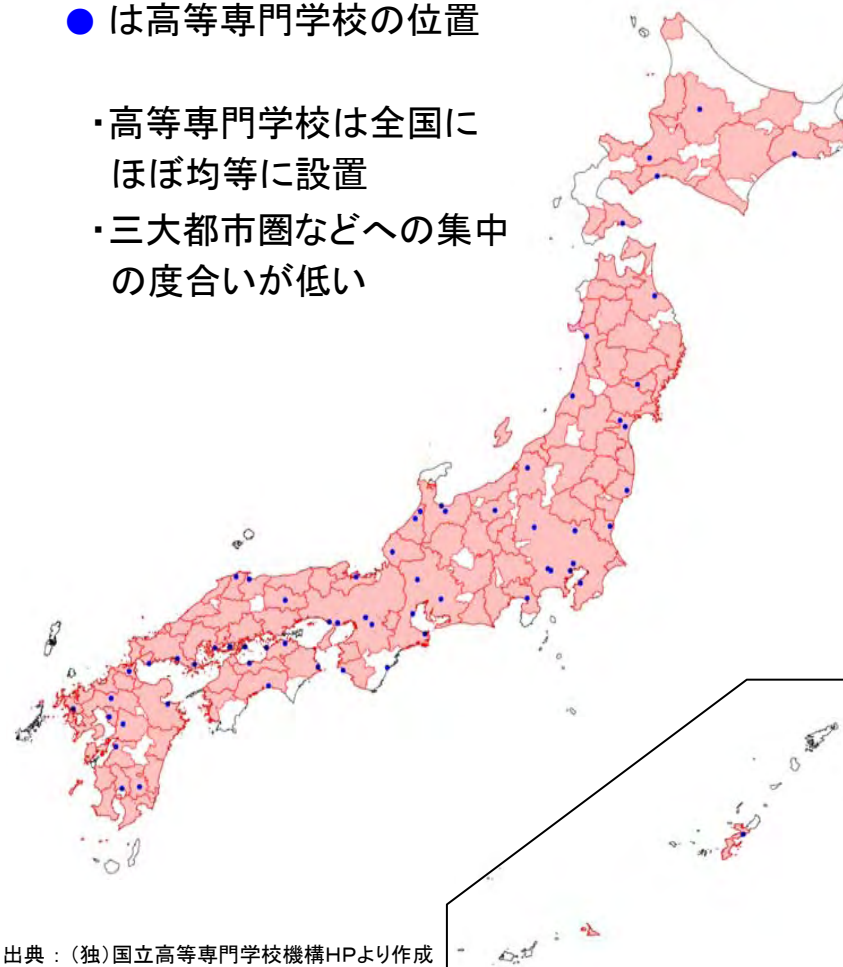 ● は高等専門学校の位置
・高等専門学校は全国に
ほぼ均等に設置
・三大都市圏などへの集中
の度合いが低い
出典：(独)国立高等専門学校機構HPより作成